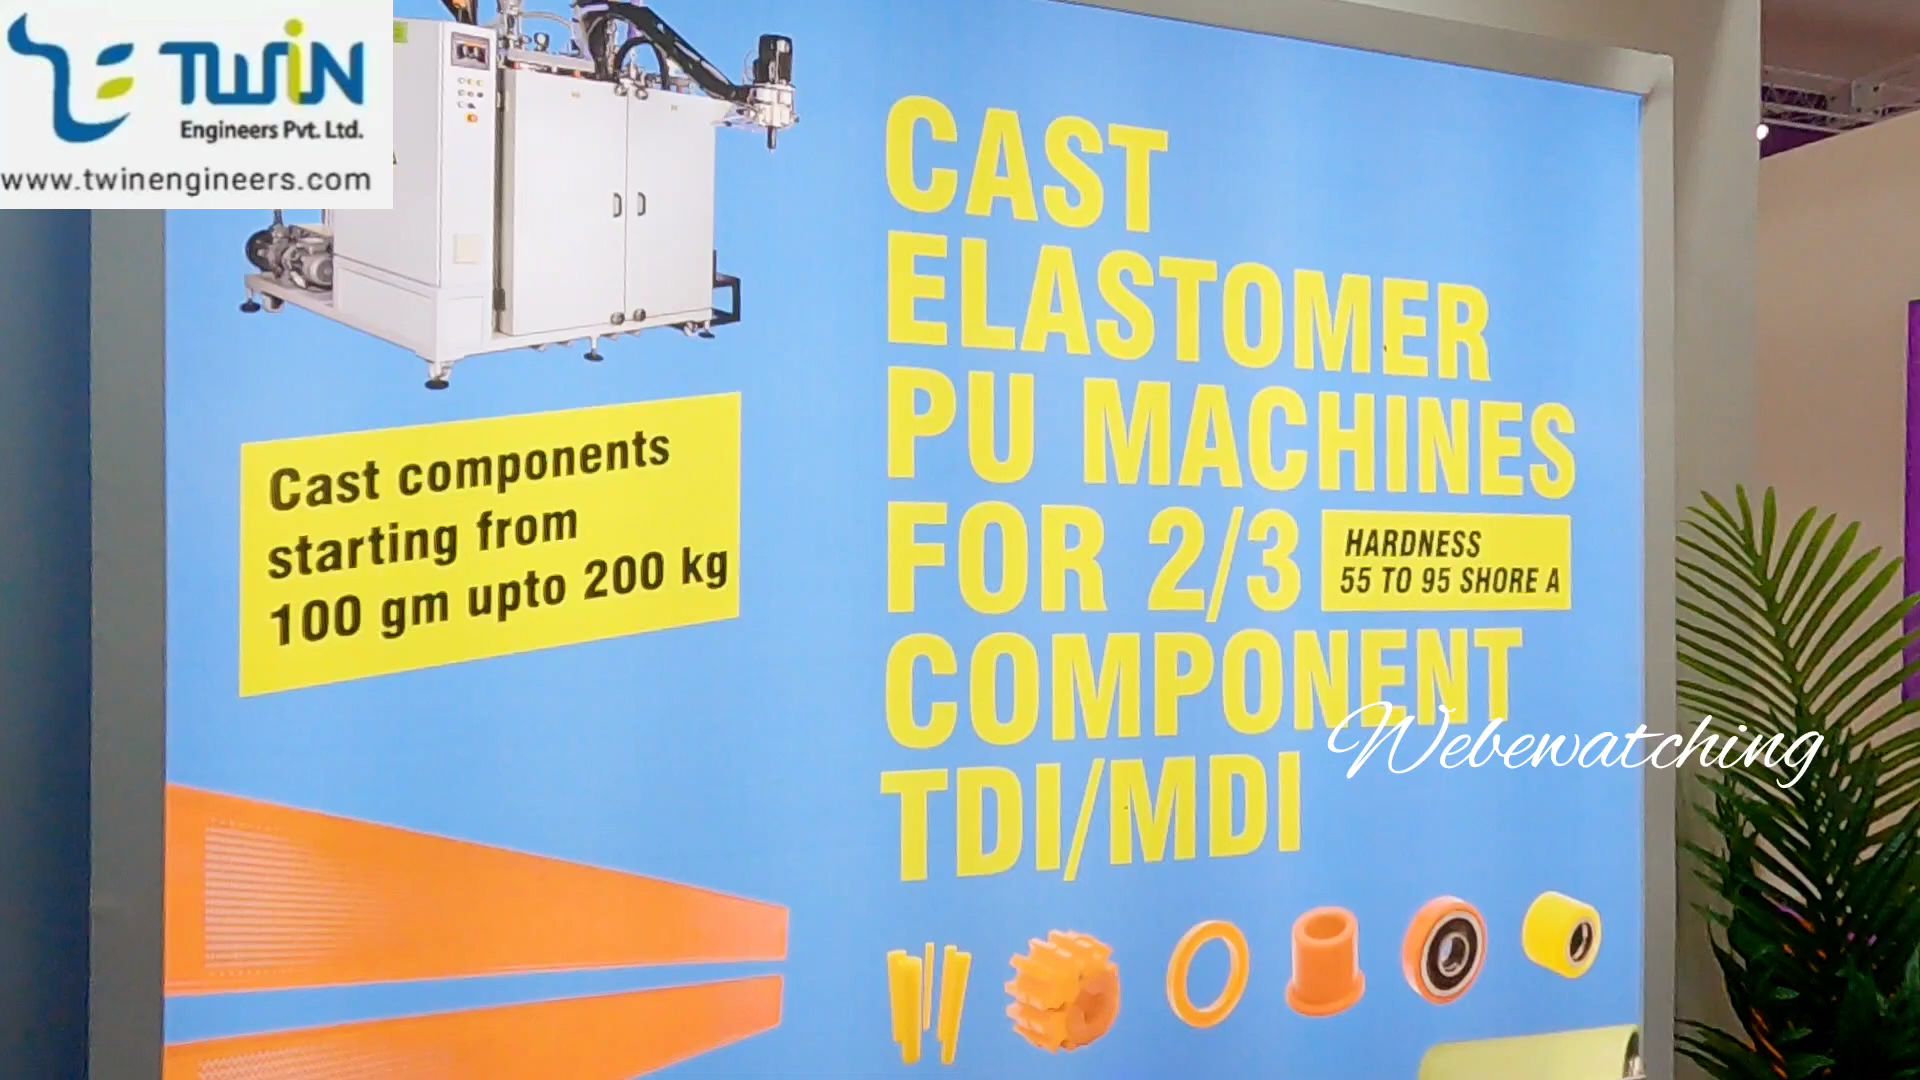 TWIN
Engineers Pvt. Ltd.
www.twinengineers.com
CAST
ELASTOMER
PU MACHINES
FOR 2/3
HARDNESS
55 TO 95 SHORE A
COMPONENT
TDI/MDI
Cast components
starting from
100 gm upto 200 kg
Webewatching